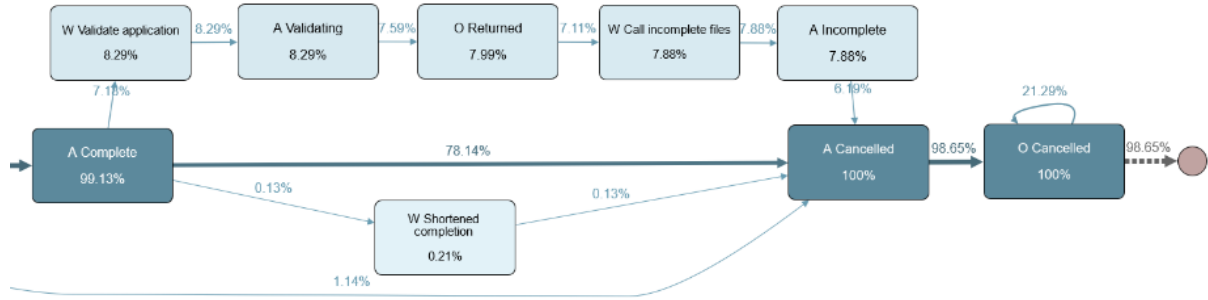 W Validate application
8.29%
8.29%
A Validating
8.29%
7.59%
O Returned
7.99%
7.11%
W Call incomplete files
7.88%
7.88%
A Incomplete
7.88%
7.18%
6.19%
21.29%
A Complete
99.13%
78.14%
A Cancelled
100%
98.65%
O Cancelled
100%
98.65%
0.13%
0.13%
W Shortened
completion
0.21%
1.14%